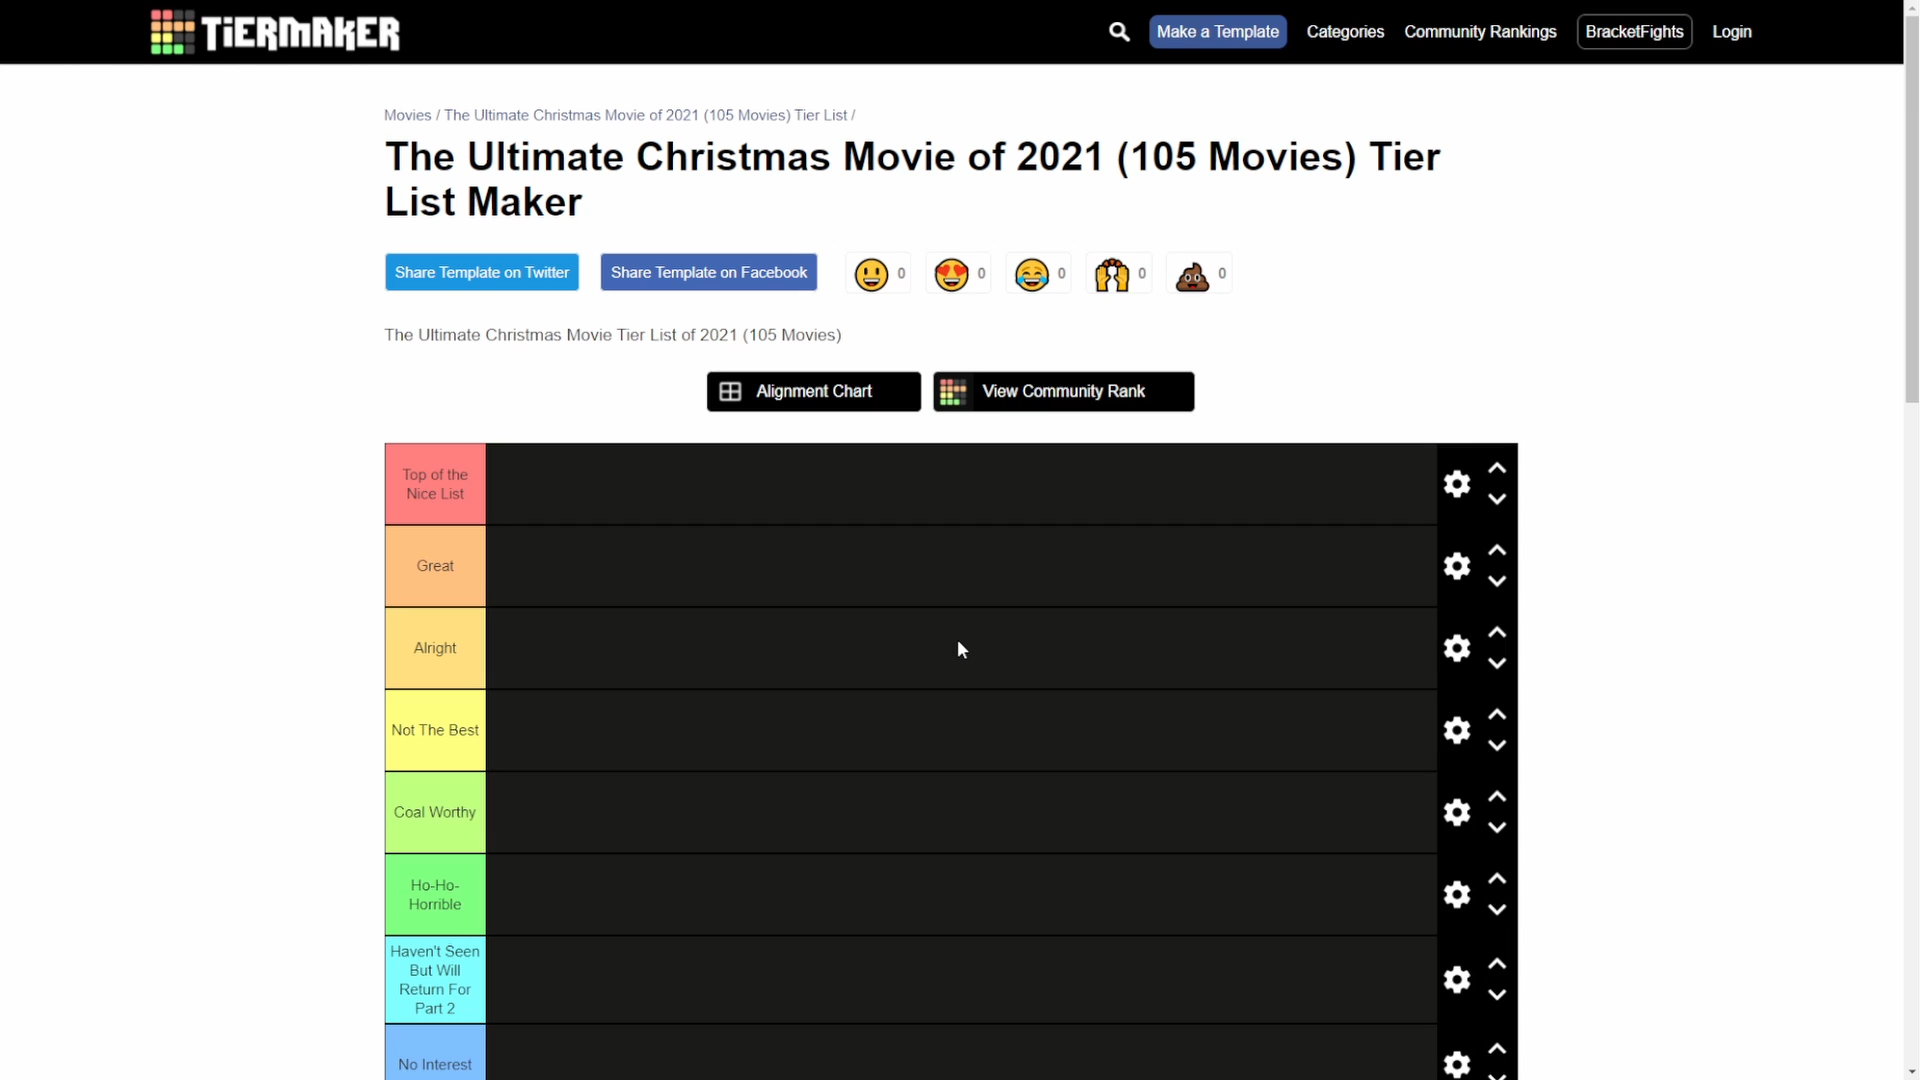 TiERMAKER
Make a Template
Categories
Community Rankings
BracketFights
Login
Movies / The Ultimate Christmas Movie of 2021 (105 Movies) Tier List /
The Ultimate Christmas Movie of 2021 (105 Movies) Tier
List Maker
Share Template on Twitter
Share Template on Facebook
0
0
0
0
0
The Ultimate Christmas Movie Tier List of 2021 (105 Movies)
Alignment Chart
View Community Rank
Top of the
Nice List
Great
Alright
Not The Best
Coal Worthy
Ho-Ho-
Horrible
Haven't Seen
But Will
Return For
Part 2
No Interest